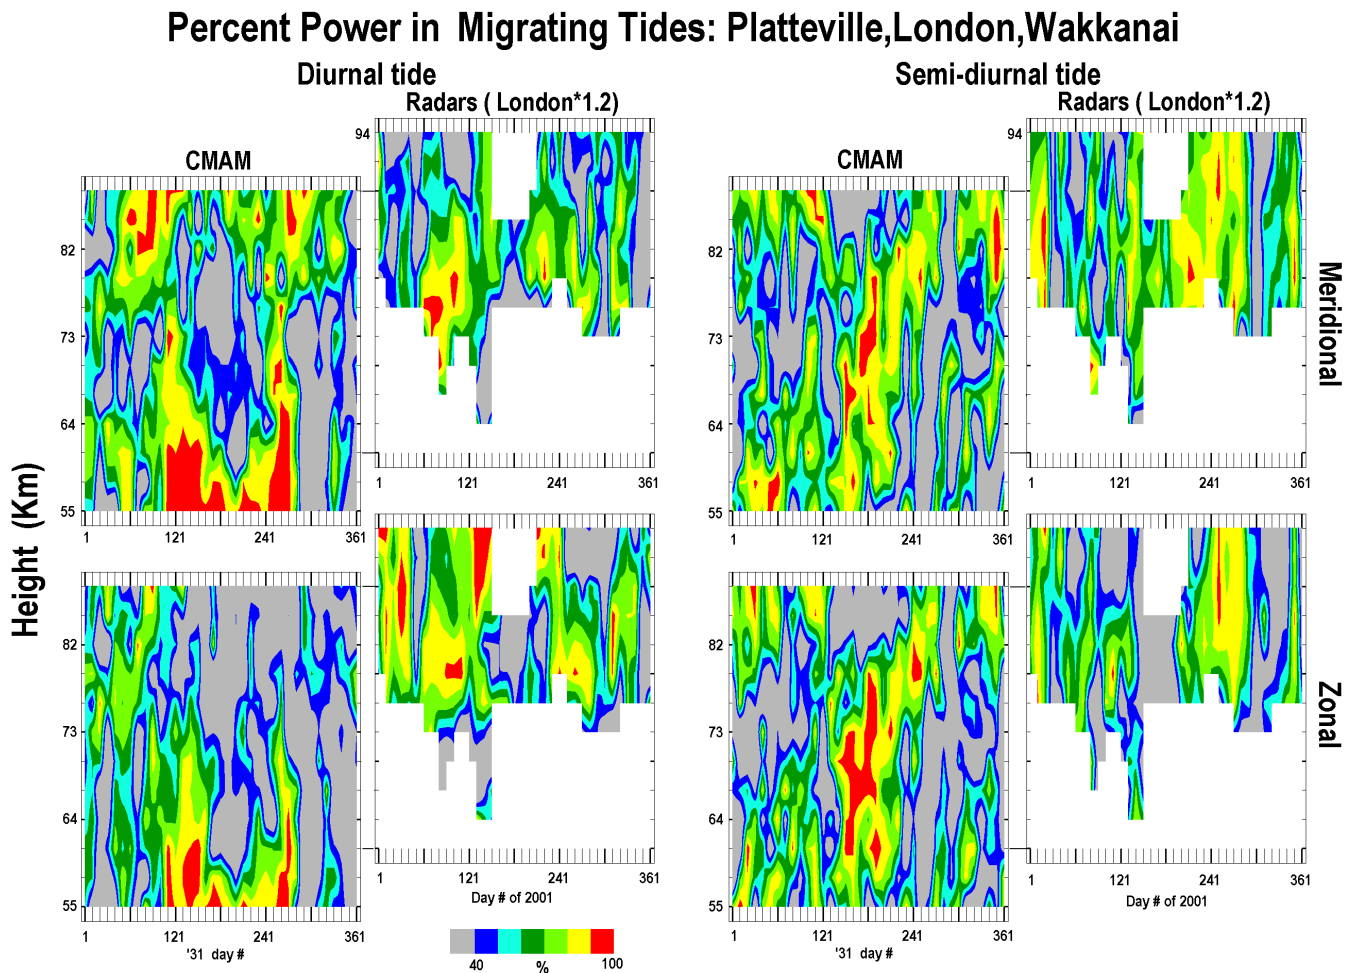 Percent Power in Migrating Tides: Platteville,London,Wakkanai
Diurnal tide
Semi-diurnal tide
Radars ( London*1.2)
Radars ( London*1.2)
CMAM
CMAM
94
82
73
64
55
1 121 241 361
1 121 241 361
94
82
73
64
55
1 121 241 361
1 121 241 361
Meridional
Height (Km)
82
73
64
55
1 121 241 361
'31 day #
121 241 361
Day # of 2001
82
73
64
55
1 121 241 361
'31 day #
1 121 241 361
Day # of 2001
Zonal
40 % 100